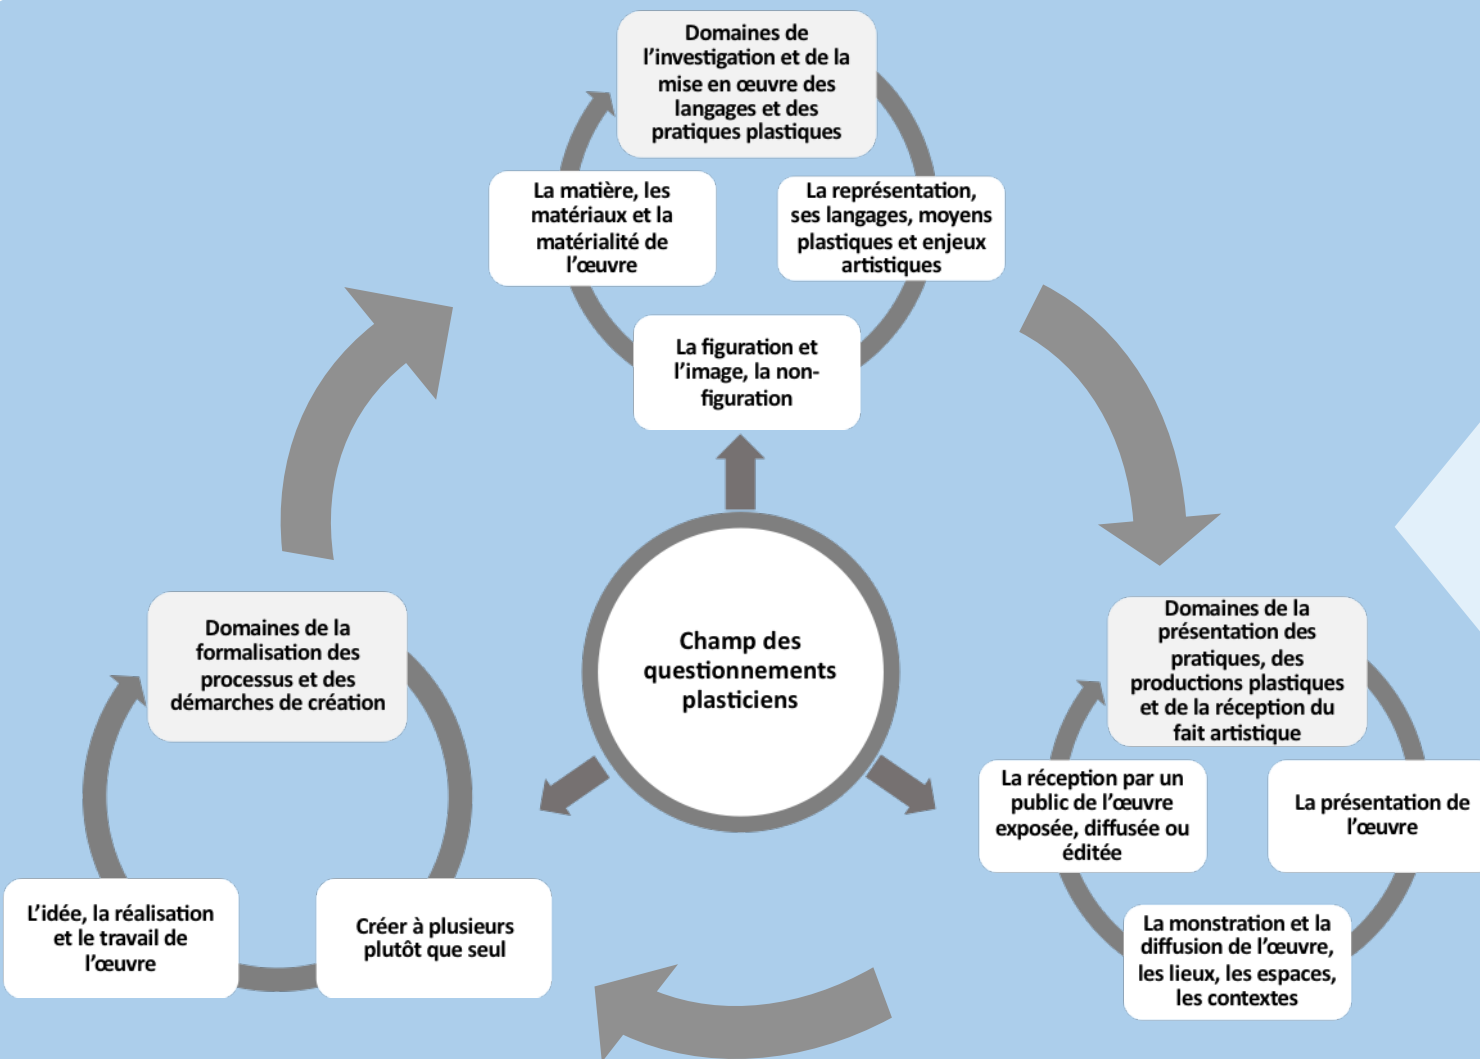 Domaines de
l’investigation et de la
mise en œuvre des
langages et des
pratiques plastiques
La matière, les
matériaux et la
matérialité de
l’œuvre
La représentation,
ses langages, moyens
plastiques et enjeux
artistiques
La figuration et
l’image, la non-
figuration
Champ des
questionnements
plasticiens
Domaines de la
formalisation des
processus et des
démarches de création
L’idée, la réalisation
et le travail de
l’œuvre
Créer à plusieurs
plutôt que seul
Domaines de la
présentation des
pratiques, des
productions plastiques
et de la réception du
fait artistique
La réception par un
public de l’œuvre
exposée, diffusée ou
éditée
La présentation de
l’œuvre
La monstration et la
diffusion de l’œuvre,
les lieux, les espaces,
les contextes